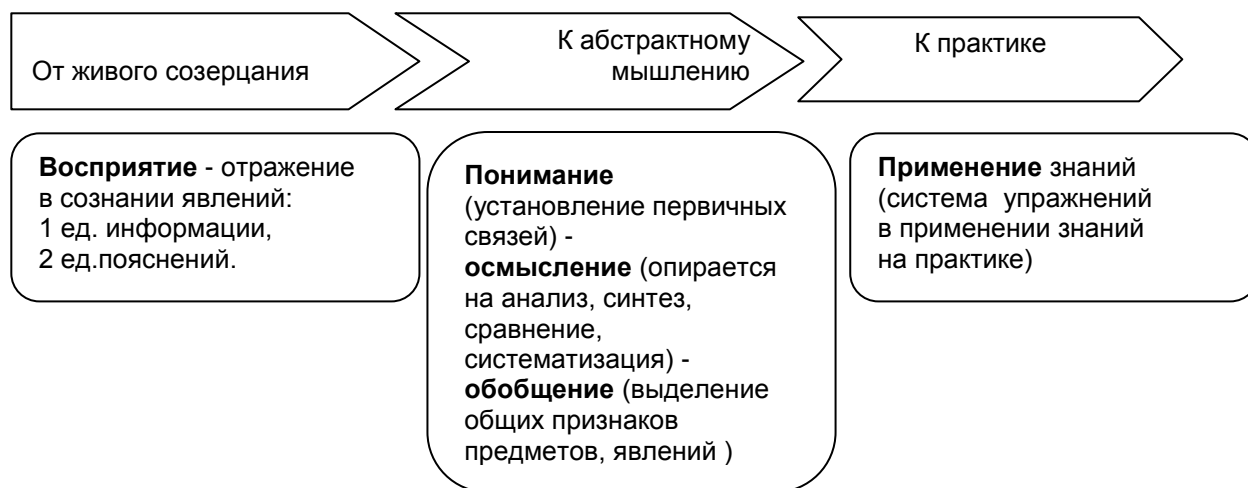 От живого созерцания
К абстрактному
мышлению
К практике
Восприятие - отражение
в сознании явлений:
1 ед. информации,
2 ед.пояснений.
Понимание
(установление первичных
связей) -
осмысление (опирается
на анализ, синтез,
сравнение,
систематизация) -
обобщение (выделение
общих признаков
предметов, явлений )
Применение знаний
(система упражнений
в применении знаний
на практике)